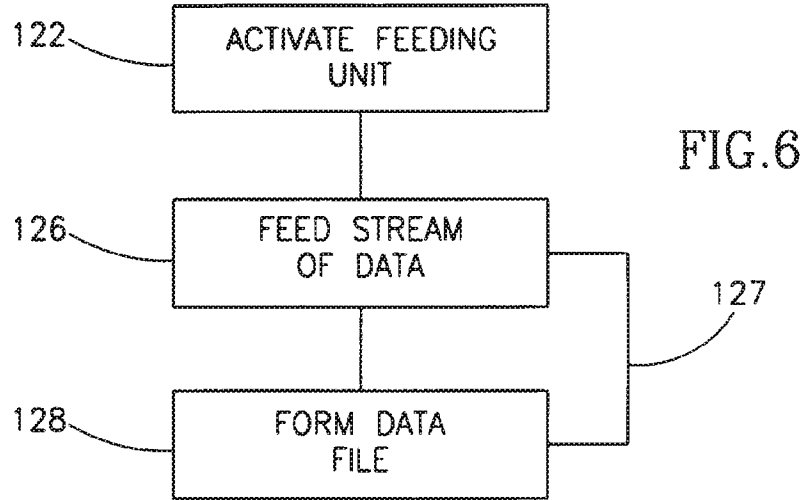 122
ACTIVATE FEEDING
UNIT
FIG.6
126
FEED STREAM
OF DATA
127
128
FORM DATA
FILE